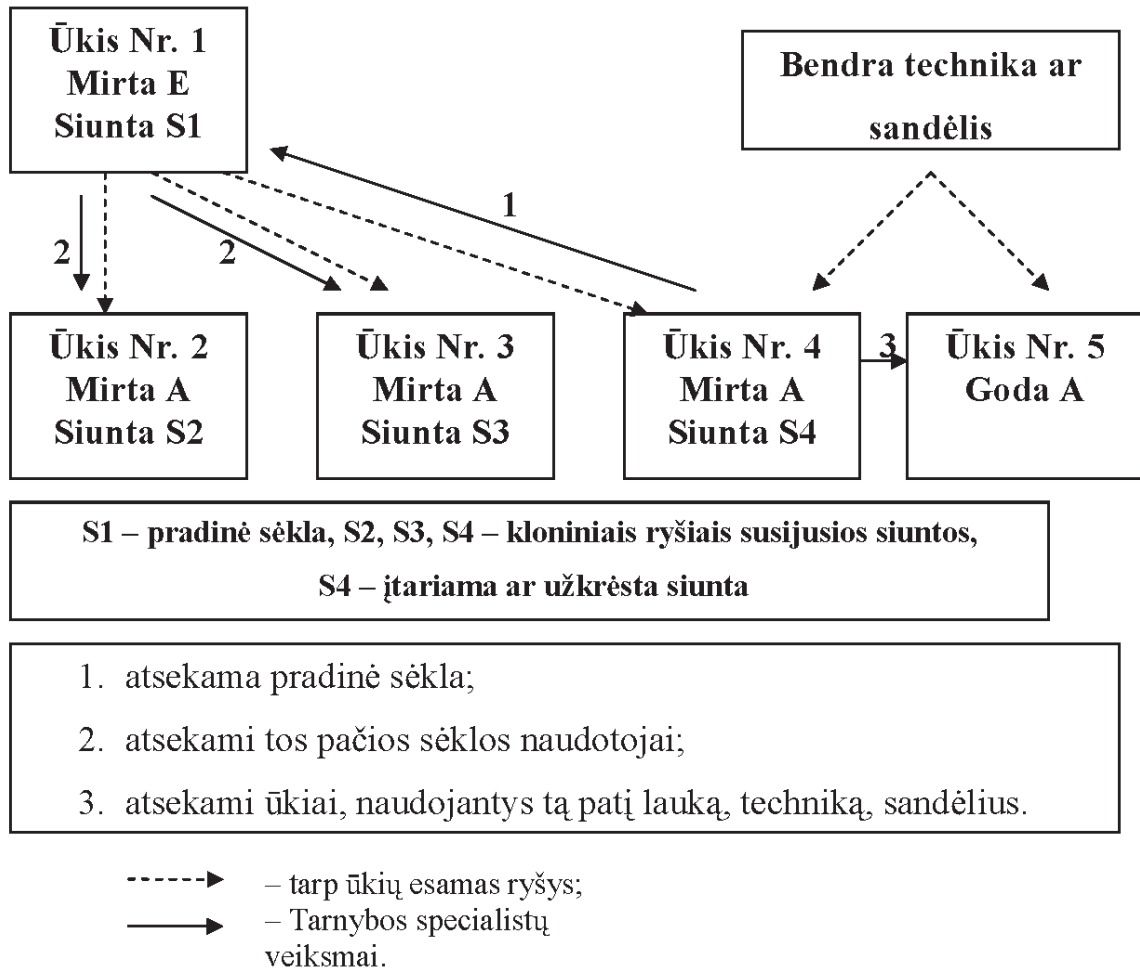 Ūkis Nr. 1
Mirta E
Siunta S1
Bendra technika ar
sandėlis
1
2
2
Ūkis Nr. 2
Mirta A
Siunta S2
Ūkis Nr. 3
Mirta A
Siunta S3
Ūkis Nr. 4
Mirta A
Siunta S4
3
Ūkis Nr. 5
Goda A
S1 – pradinė sėkla, S2, S3, S4 – kloniniais ryšiais susijusios siuntos,
S4 – įtariama ar užkrėsta siunta
1. atsekama pradinė sėkla;
2. atsekami tos pačios sėklos naudotojai;
3. atsekami ūkiai, naudojantys tą patį lauką, techniką, sandėlius.
– tarp ūkių esamas ryšys;
– Tarnybos specialistų
veiksmai.